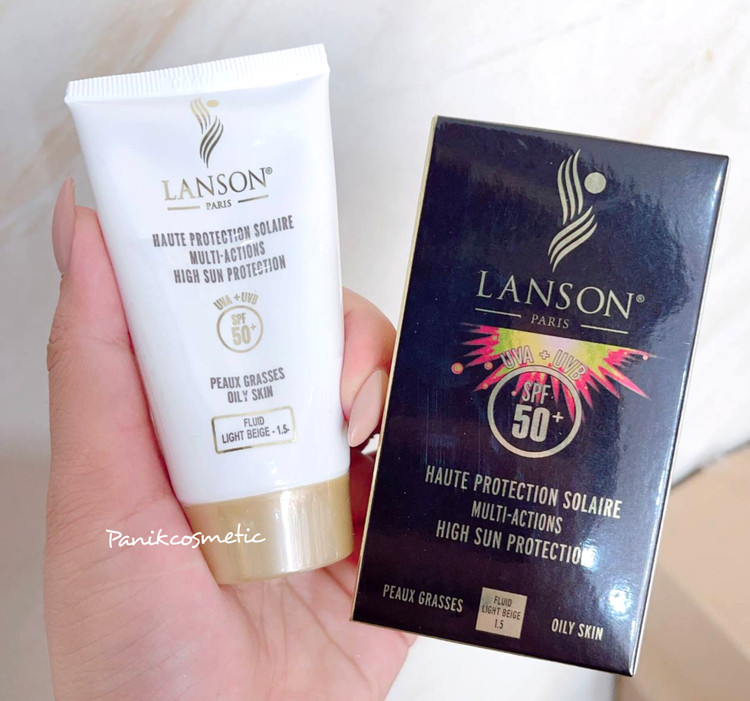 LANSON®
PARIS
HAUTE PROTECTION SOLAIRE
MULTI-ACTIONS
HIGH SUN PROTECTION
UVA + UVB
SPF
50+
PEAUX GRASSES
OILY SKIN
FLUID
LIGHT BEIGE - 1.5-
Panikcosmetic
LANSON®
PARIS
UVA + UVB
SPF
50+
HAUTE PROTECTION SOLAIRE
MULTI-ACTIONS
HIGH SUN PROTECTION
PEAUX GRASSES
FLUID
LIGHT BEIGE
1.5
OILY SKIN